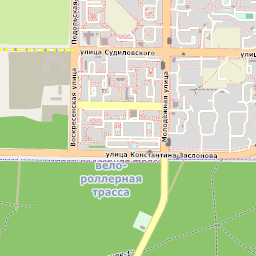 Подольская
улица Судиловского
Воскресенская улица
Молодёжная улица
улица Константина Заслонова
вело-
роллерная
трасса